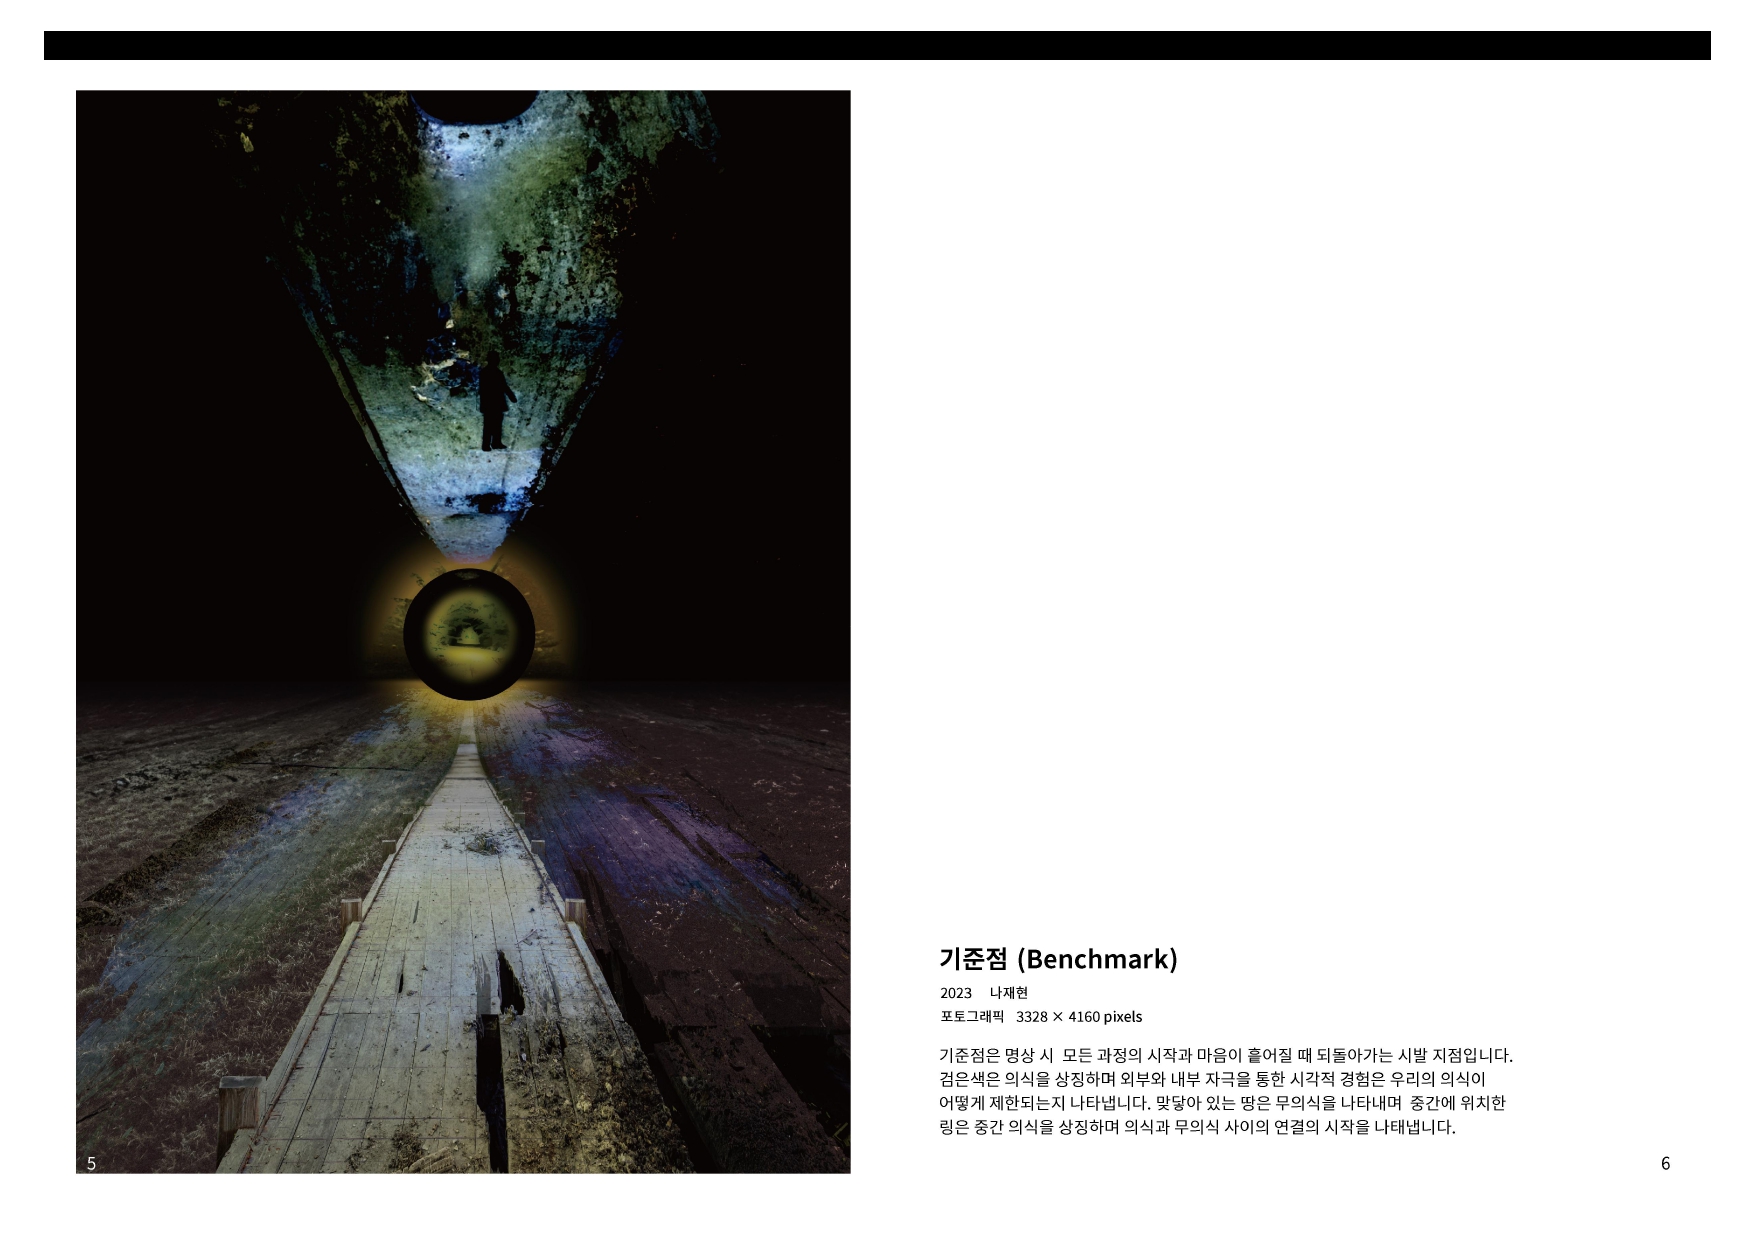 기준점 (Benchmark)
2023 나재현
포토그래픽 3328 × 4160 pixels
기준점은 명상 시 모든 과정의 시작과 마음이 흩어질 때 되돌아가는 시발 지점입니다.
검은색은 의식을 상징하며 외부와 내부 자극을 통한 시각적 경험은 우리의 의식이
어떻게 제한되는지 나타냅니다. 맞닿아 있는 땅은 무의식을 나타내며 중간에 위치한
링은 중간 의식을 상징하며 의식과 무의식 사이의 연결의 시작을 나태냅니다.
5
6